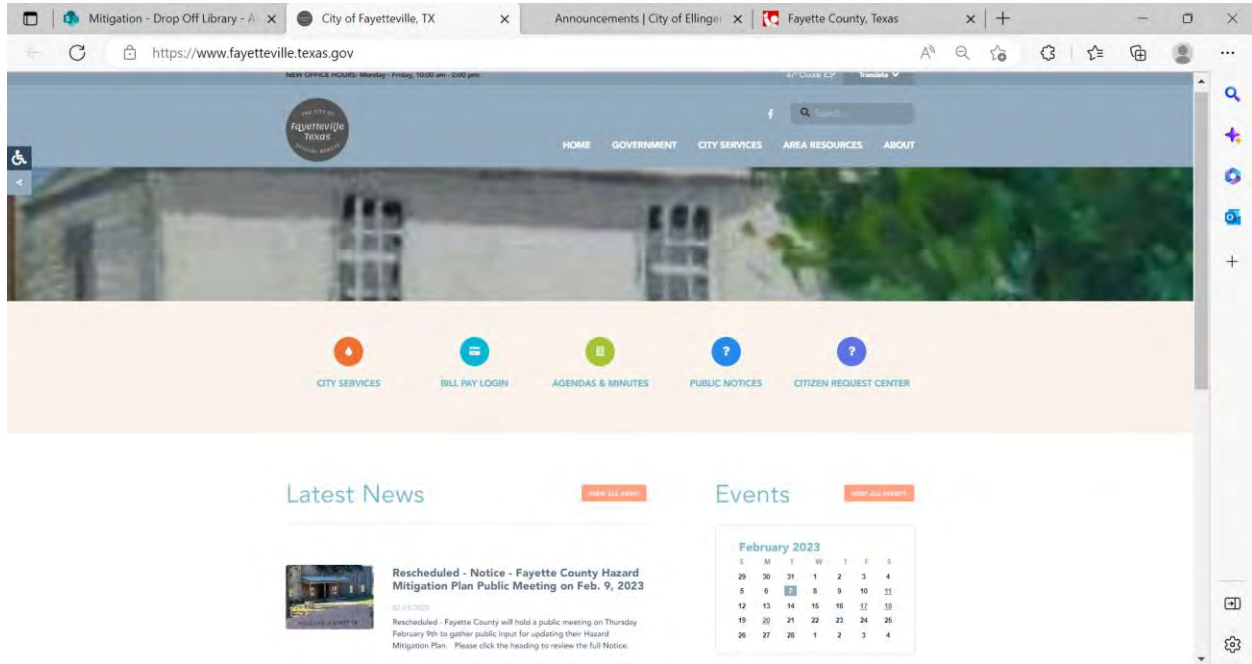 Mitigation - Drop Off Library - A
City of Fayetteville, TX
Announcements | City of Ellinger
Fayette County, Texas
https://www.fayetteville.texas.gov
NEW OFFICE HOURS: Monday - Friday, 10:00 am - 2:00 pm
Translate
THE CITY OF
Fayetteville
Texas
Search...
HOME GOVERNMENT CITY SERVICES AREA RESOURCES ABOUT
CITY SERVICES
BILL PAY LOGIN
AGENDAS & MINUTES
PUBLIC NOTICES
CITIZEN REQUEST CENTER
Latest News
VIEW ALL NEWS
Events
VIEW ALL EVENTS
Rescheduled - Notice - Fayette County Hazard
Mitigation Plan Public Meeting on Feb. 9, 2023
Rescheduled - Fayette County will hold a public meeting on Thursday
February 9th to gather public input for updating their Hazard
Mitigation Plan. Please click the heading to review the full Notice
February 2023
S M T W T F S
29 30 31 1 2 3 4
5 6 7 8 9 10 11
12 13 14 15 16 17 18
19 20 21 22 23 24 25
26 27 28 1 2 3 4